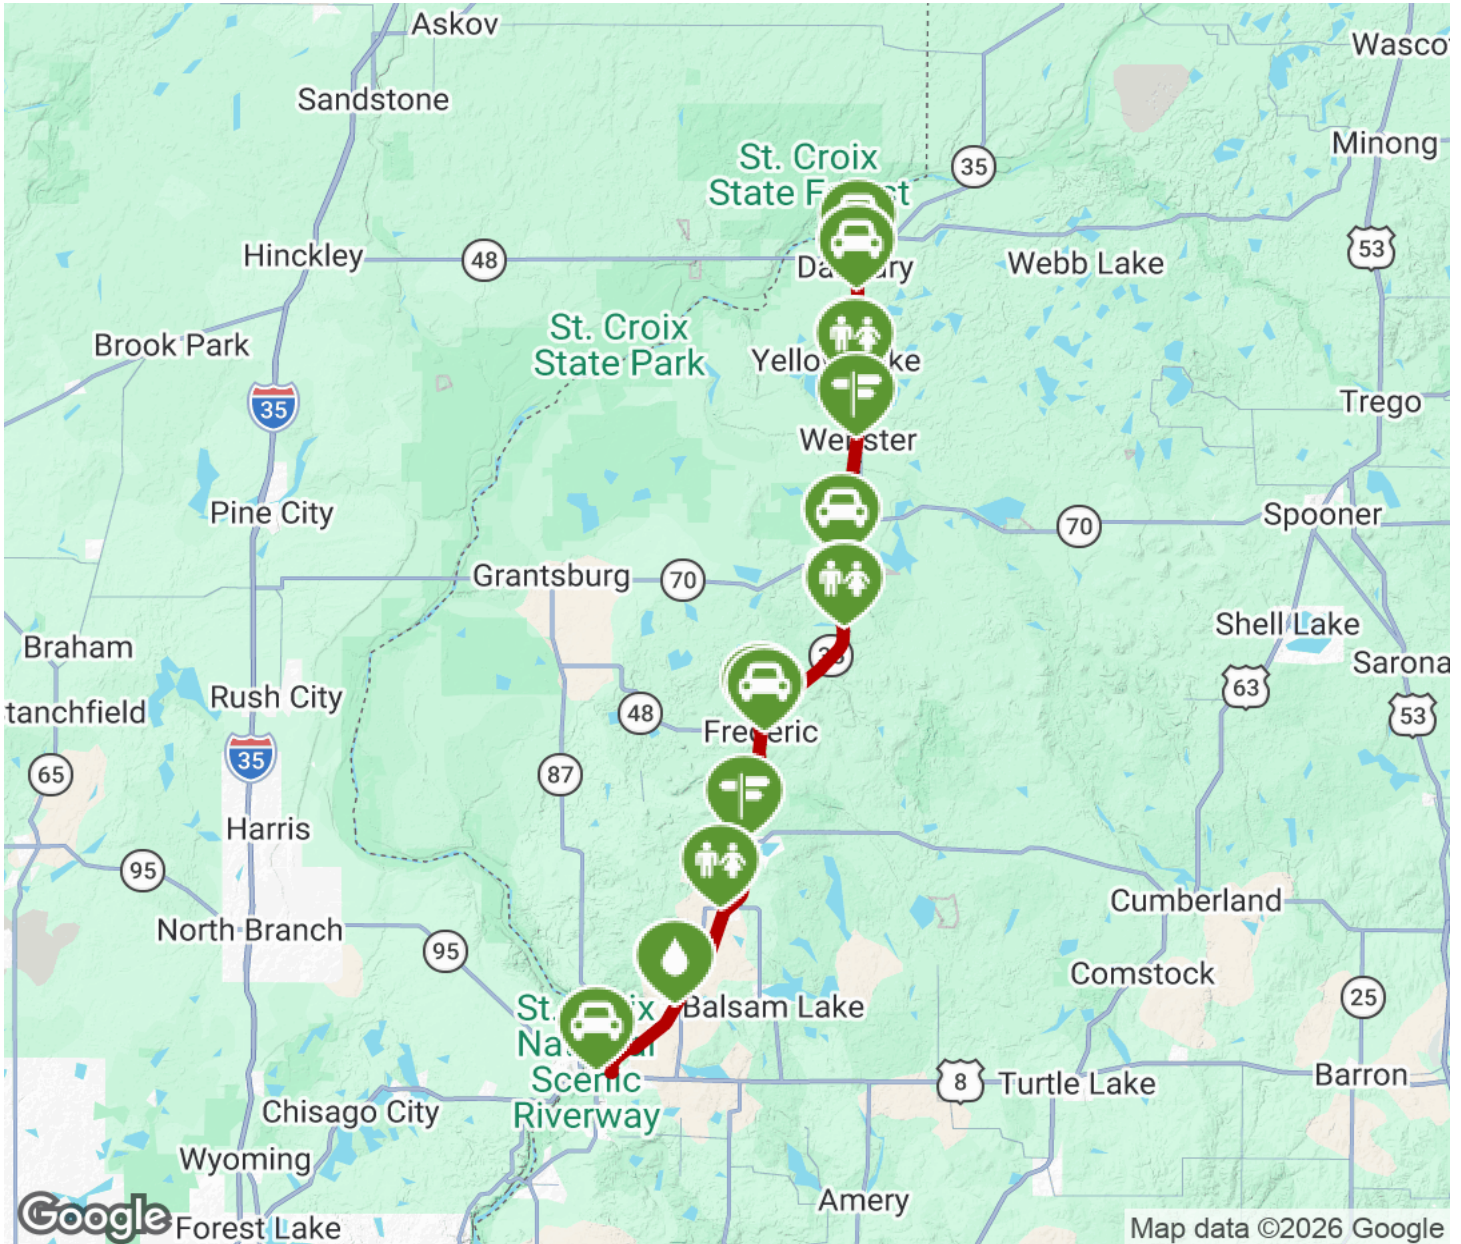 Askov
Wasco
Sandstone
Minong
St. Croix
State F st
35
Hinckley
48
53
Webb Lake
Da ry
Brook Park
St. Croix
State Park
Yello ke
35
Trego
We ster
Pine City
Spooner
70
Grantsburg
70
Shell Lake
Braham
Sarona
Rush City
63
tanchfield
48
53
Frederic
35
65
87
Harris
95
Cumberland
North Branch
95
Comstock
25
St. ix
Balsam Lake
Na al
Scenic
Riverway
8
Turtle Lake
Barron
Chisago City
Wyoming
Amery
Google
Forest Lake
Map data ©2026 Google